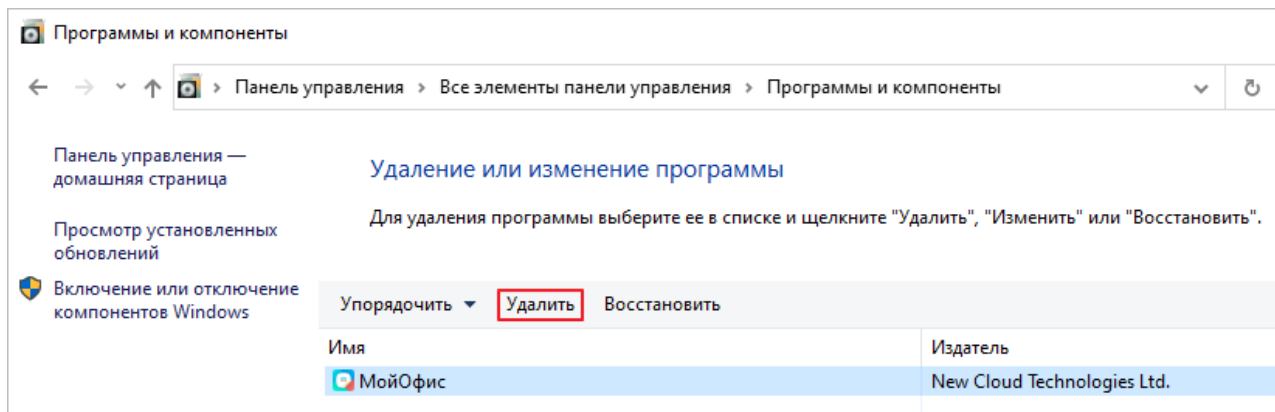 Программы и компоненты
Панель управления › Все элементы панели управления › Программы и компоненты
Панель управления —
домашняя страница
Просмотр установленных
обновлений
Включение или отключение
компонентов Windows
Удаление или изменение программы
Для удаления программы выберите ее в списке и щелкните "Удалить", "Изменить" или "Восстановить".
Упорядочить Удалить Восстановить
Имя Издатель
МойОфис New Cloud Technologies Ltd.